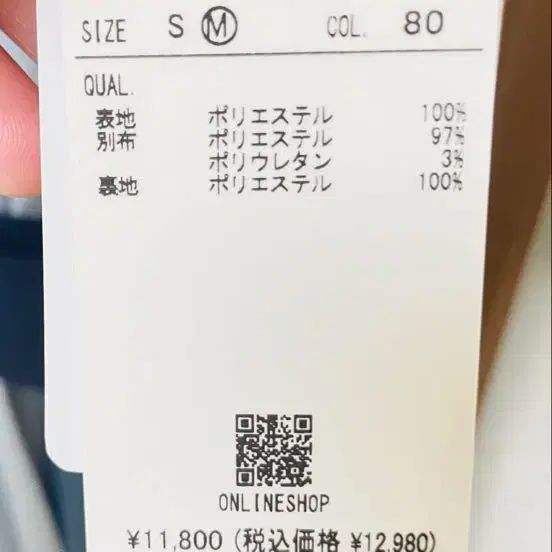 SIZE S Ⓜ COL. 80
QUAL.
表地 ポリエステル 100%
別布 ポリエステル 97%
ポリウレタン 3%
裏地 ポリエステル 100%
ONLINESHOP
¥11,800 (税込価格 ¥12,980)